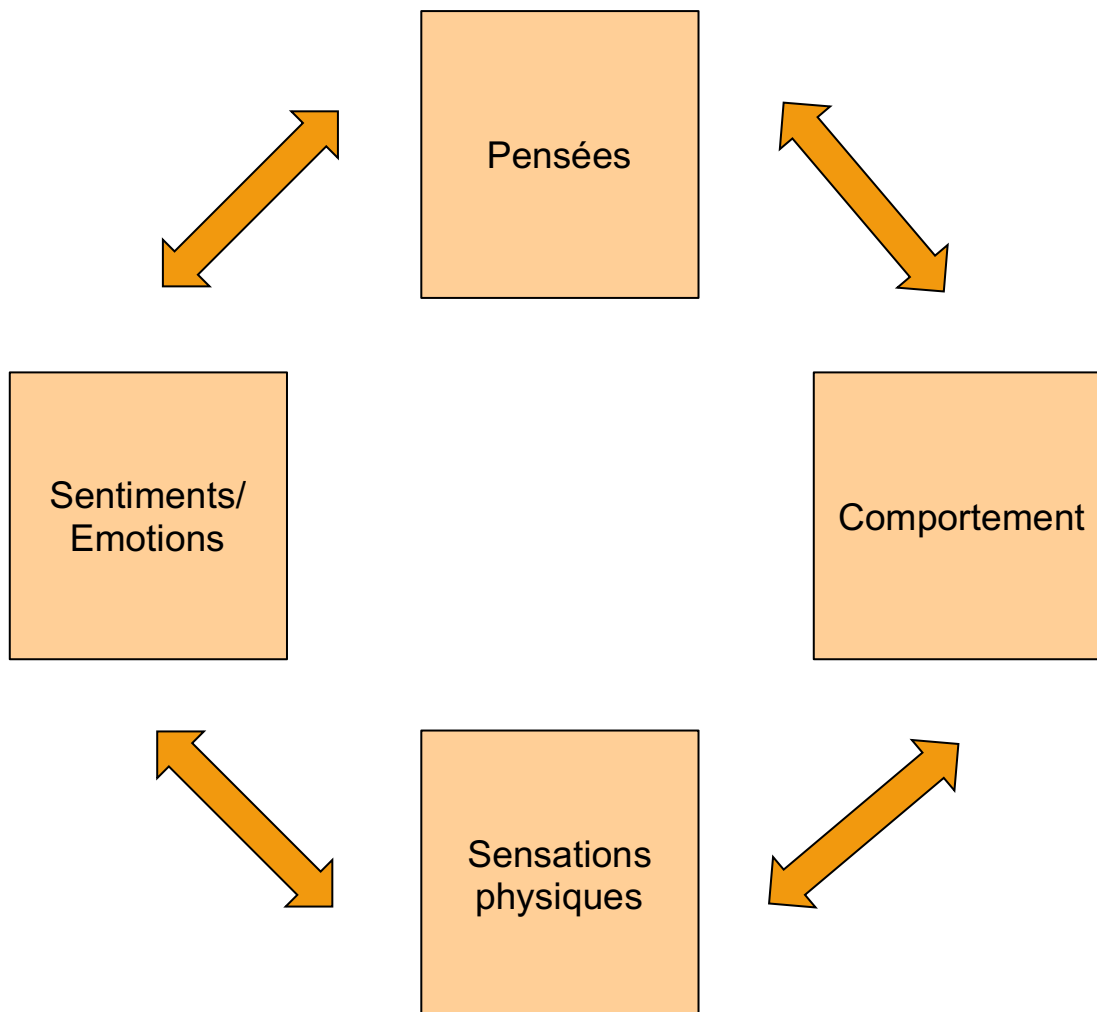 Pensées
Sentiments/
Emotions
Comportement
Sensations
physiques